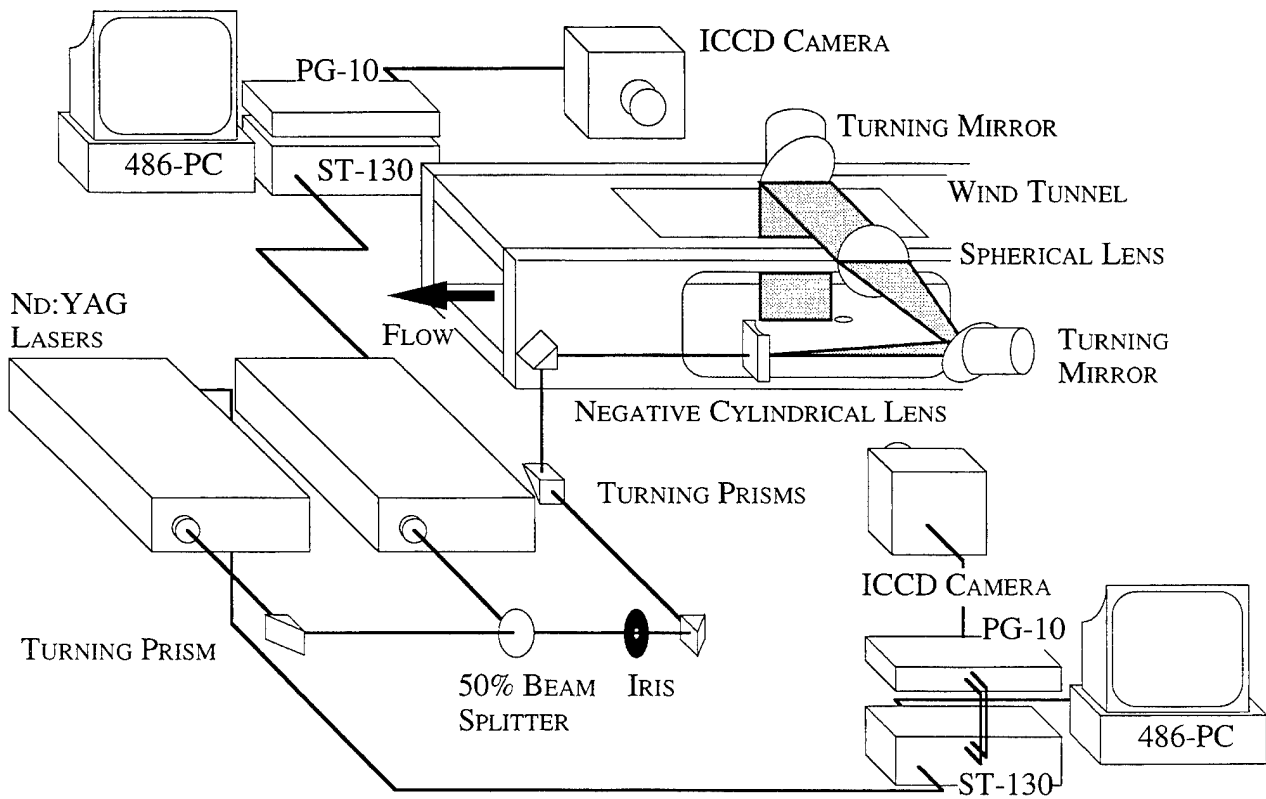 ICCD CAMERA
PG-10
TURNING MIRROR
486-PC
ST-130
WIND TUNNEL
SPHERICAL LENS
ND:YAG
LASERS
FLOW
TURNING
MIRROR
NEGATIVE CYLINDRICAL LENS
TURNING PRISMS
ICCD CAMERA
PG-10
TURNING PRISM
50% BEAM
SPLITTER
IRIS
486-PC
ST-130